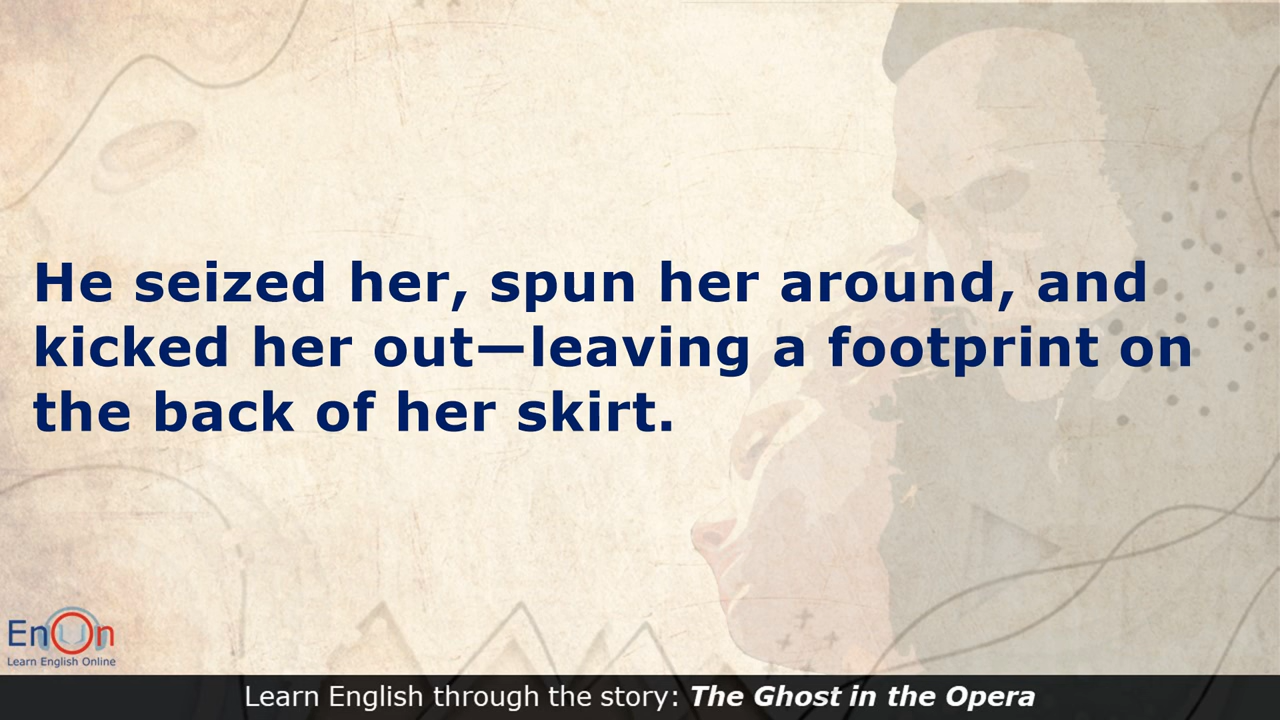 He seized her, spun her around, and
kicked her out—leaving a footprint on
the back of her skirt.
EnOn
Learn English Online
Learn English through the story: The Ghost in the Opera